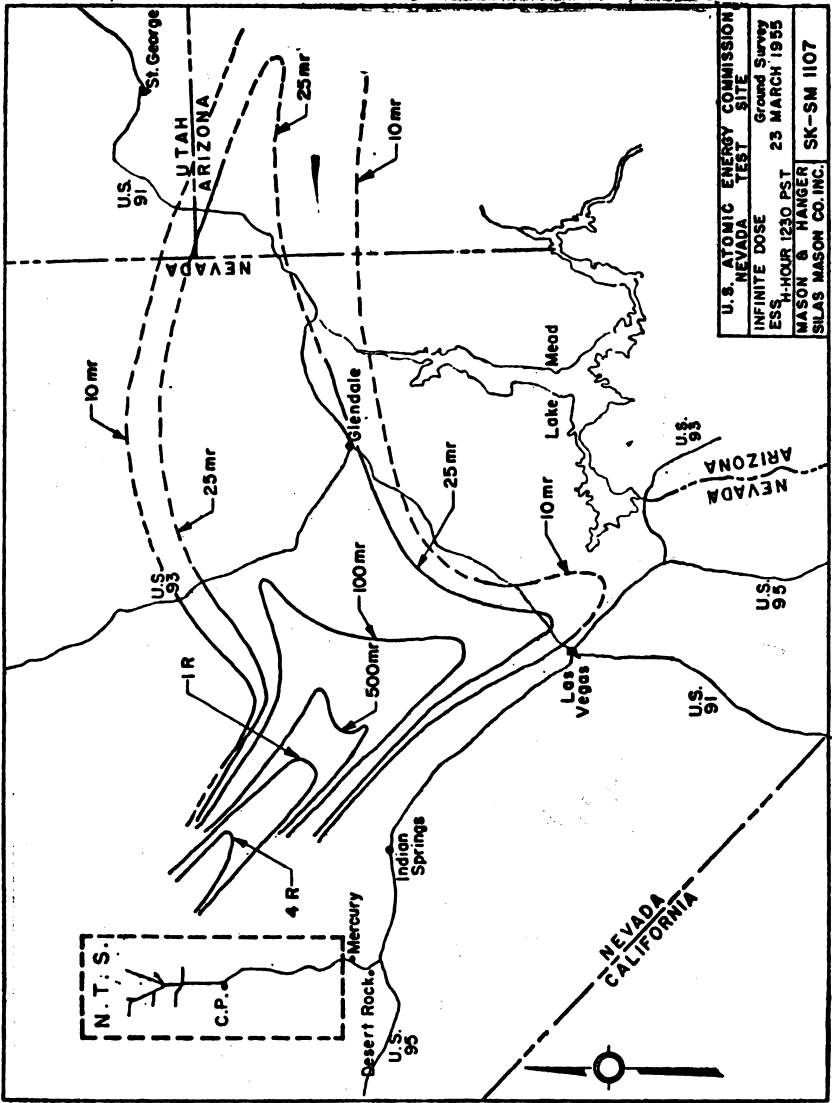 St. George
UTAH
ARIZONA
U.S.
91
25mr
10mr
NEVADA
10mr
25mr
Glendale
Lake Mead
U.S.
93
100mr
500mr
1R
4R
25mr
10mr
U.S.
93
NEVADA
ARIZONA
U.S.
95
Las
Vegas
U.S.
91
Indian
Springs
N. T. S.
C.P.
Mercury
Desert Rock
U.S.
95
NEVADA
CALIFORNIA
U.S. ATOMIC ENERGY COMMISSION
NEVADA TEST SITE
INFINITE DOSE Ground Survey
ESS 23 MARCH 1955
H-HOUR 1230 PST
MASON & HANGER
SILAS MASON CO. INC.
SK-SM 1107